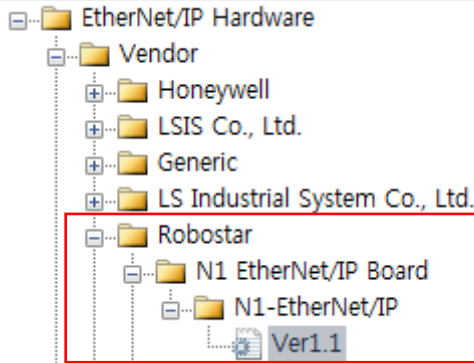 EtherNet/IP Hardware
Vendor
Honeywell
LSIS Co., Ltd.
Generic
LS Industrial System Co., Ltd.
Robostar
N1 EtherNet/IP Board
N1-EtherNet/IP
Ver1.1